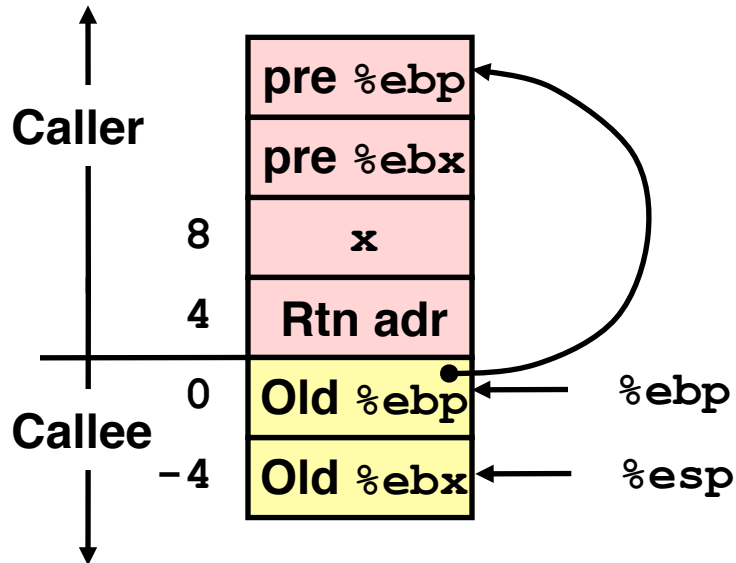 pre %ebp
Caller
pre %ebx
8 x
4 Rtn adr
0 Old %ebp %ebp
Callee
-4 Old %ebx %esp